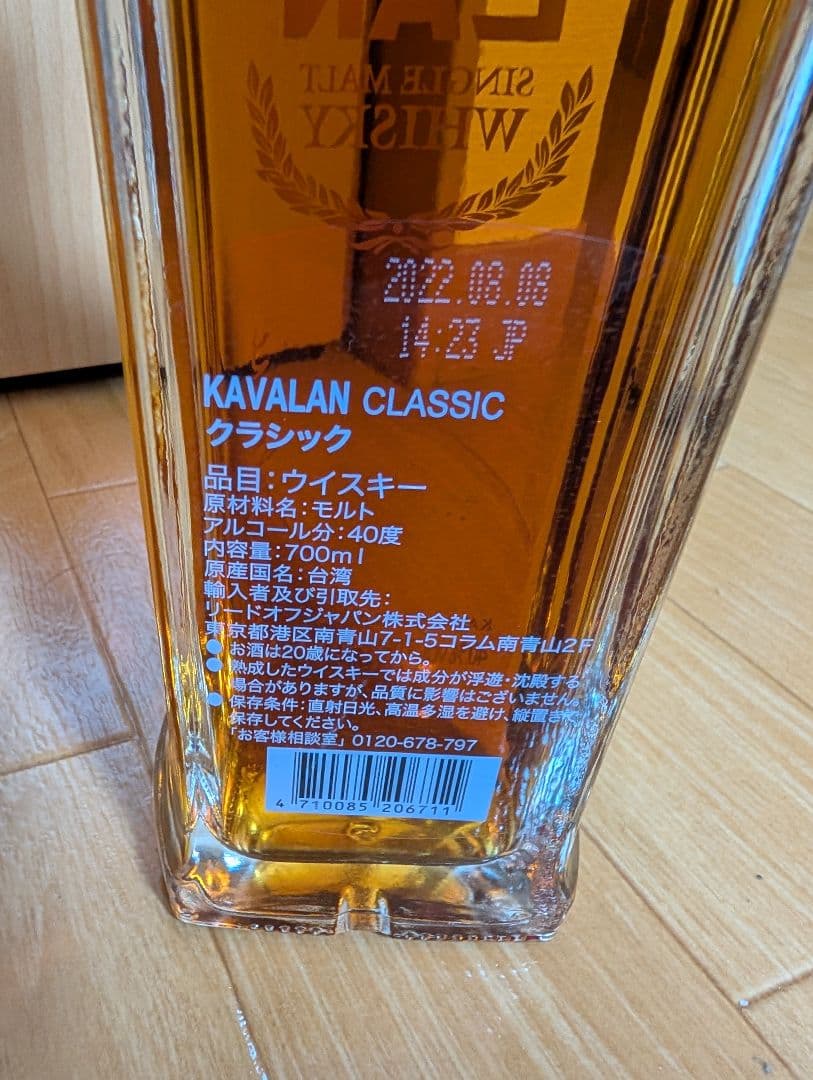 LAN
SINGLE MALT
WHISKY
2022.08.08
14:23 JP
KAVALAN CLASSIC
クラシック
品目:ウイスキー
原材料名:モルト
アルコール分:40度
内容量:700ml
原産国名:台湾
輸入者及び引取先:
リードオフジャパン株式会社
東京都港区南青山7-1-5コラム南青山2F
● お酒は20歳になってから。
● 熟成したウイスキーでは成分が浮遊・沈殿する
場合がありますが、品質に影響はございません。
● 保存条件:直射日光、高温多湿を避け、縦置きで
保存してください。
「お客様相談室」0120-678-797
4 710085 206711